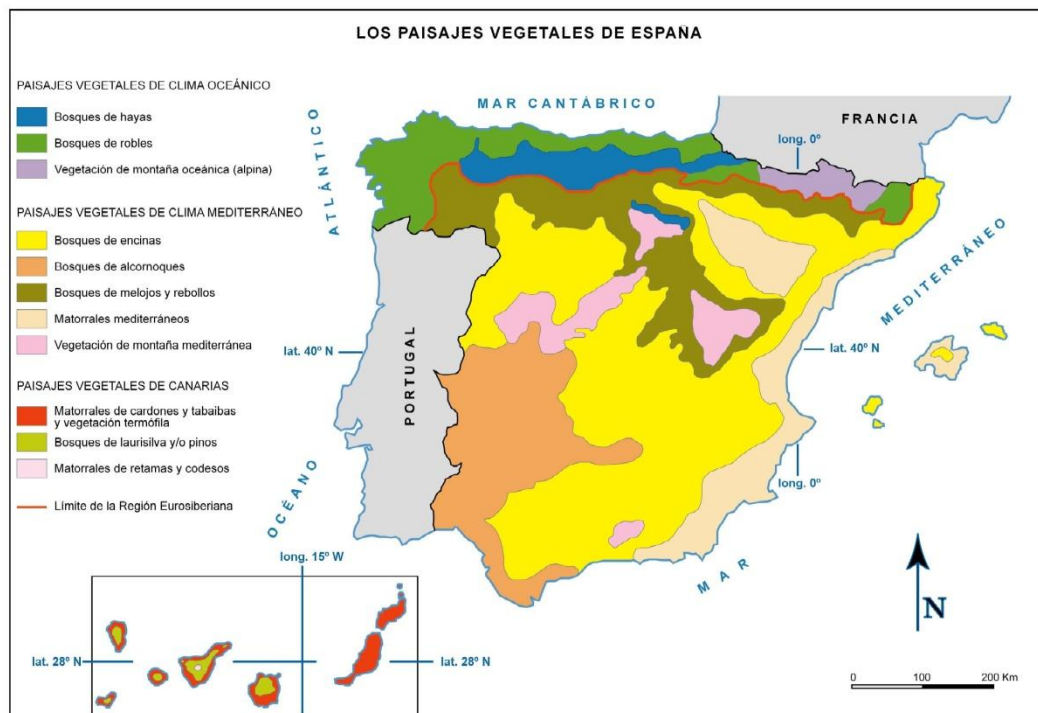 LOS PAISAJES VEGETALES DE ESPAÑA
PAISAJES VEGETALES DE CLIMA OCEÁNICO
Bosques de hayas
Bosques de robles
Vegetación de montaña oceánica (alpina)
PAISAJES VEGETALES DE CLIMA MEDITERRÁNEO
Bosques de encinas
Bosques de alcornoques
Bosques de melojos y rebollos
Matorrales mediterráneos
Vegetación de montaña mediterránea
PAISAJES VEGETALES DE CANARIAS
Matorrales de cardones y tabaibas
y vegetación termófila
Bosques de laurisilva y/o pinos
Matorrales de retamas y codesos
Límite de la Región Eurosiberiana
MAR CANTÁBRICO
FRANCIA
long. 0º
ATLÁNTICO
OCÉANO
PORTUGAL
lat. 40º N
lat. 40º N
MEDITERRÁNEO
MAR
long. 0º
long. 15º W
lat. 28º N
lat. 28º N
N
0 100 200 Km